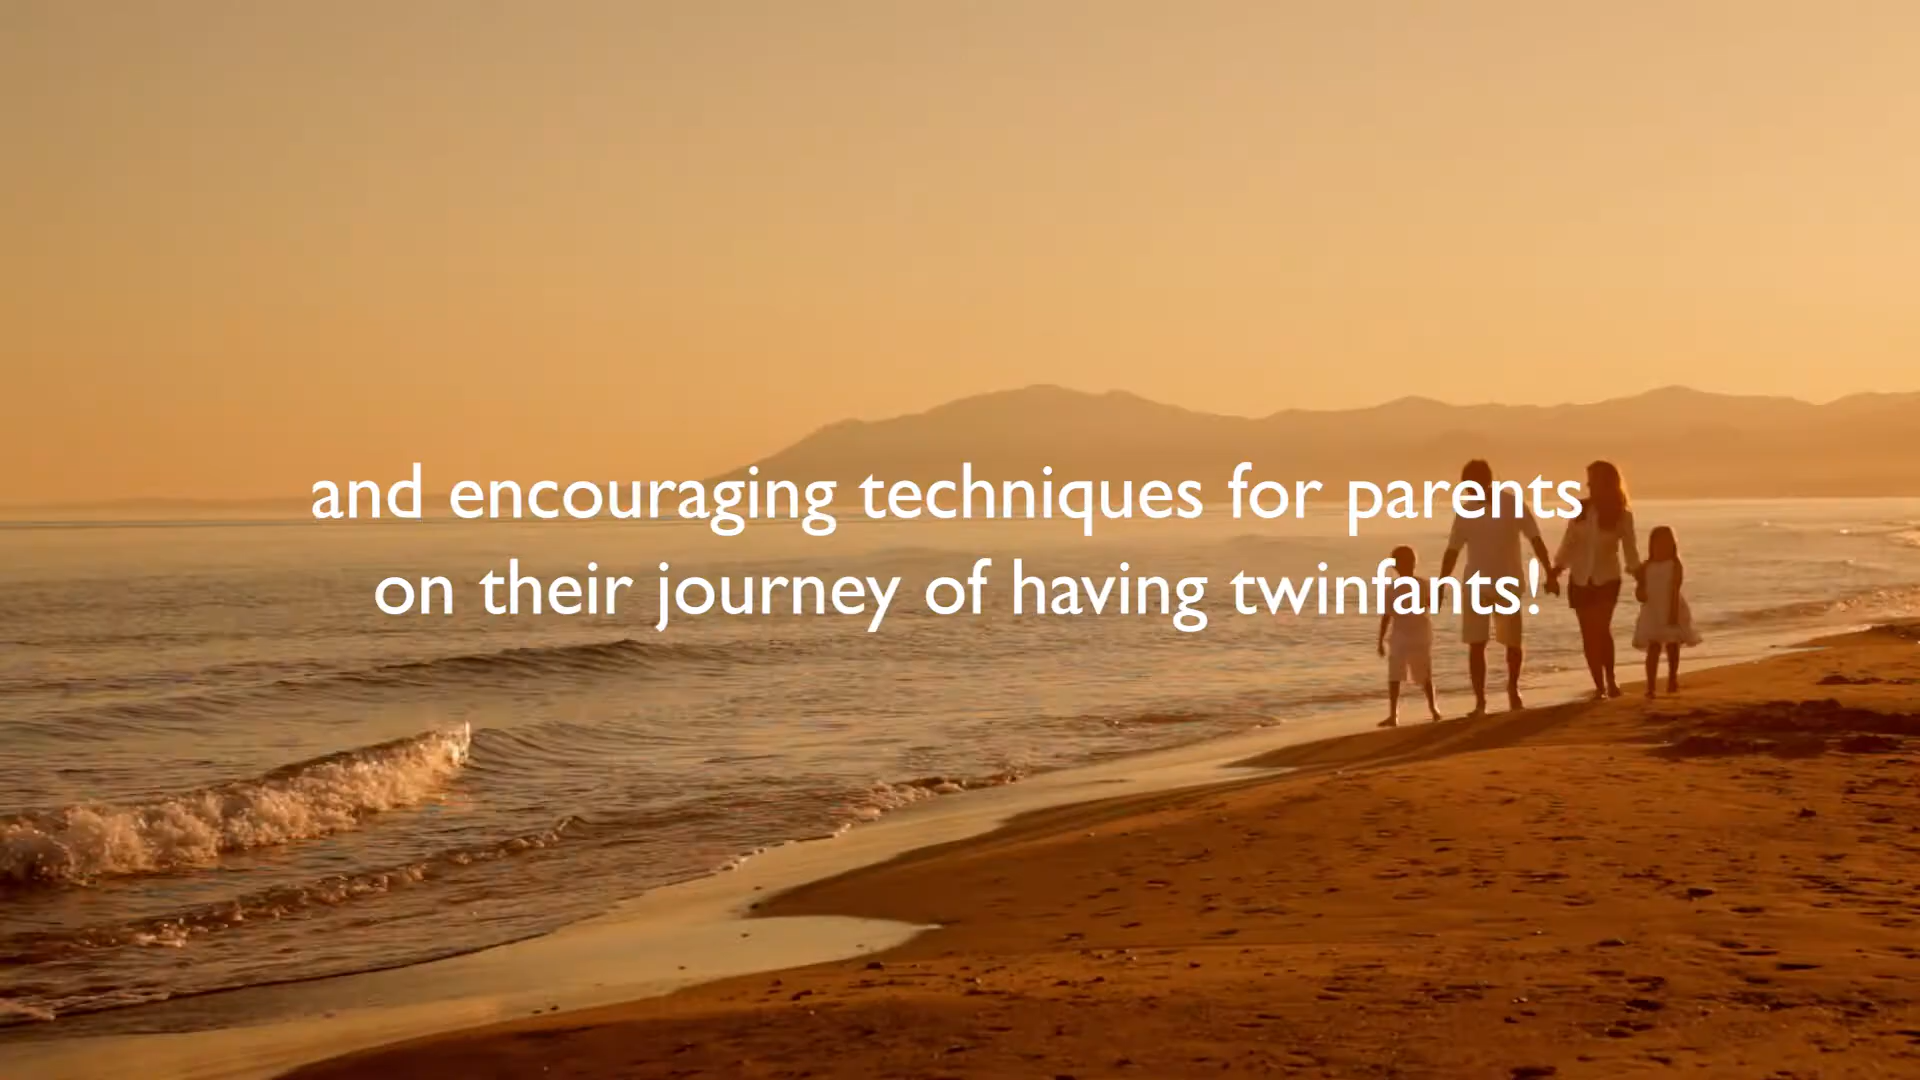 and encouraging techniques for parents
on their journey of having twinfants!